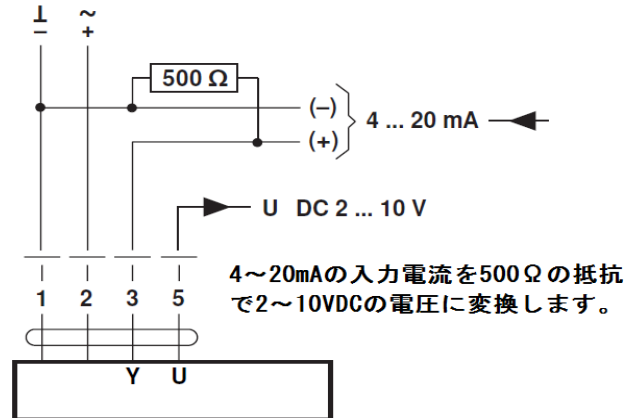 ⊥ ~
− +
500 Ω
(–)
(+)
4 ... 20 mA
U DC 2 ... 10 V
4～20mAの入力電流を500Ωの抵抗
で2～10VDCの電圧に変換します。
1 2 3 5
Y U